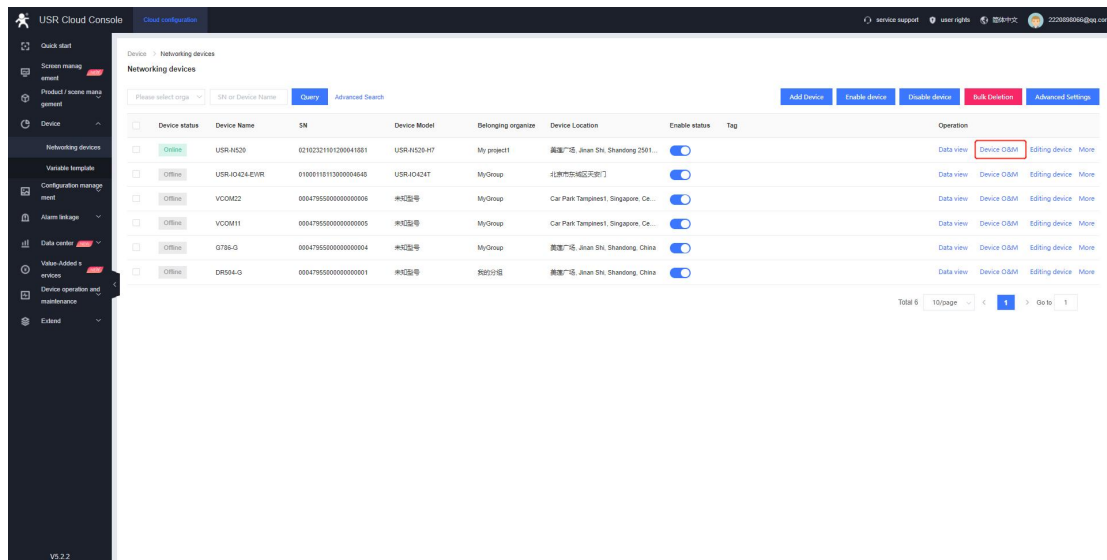 USR Cloud Console
Cloud configuration
service support
user rights
简体中文
2220898066@qq.com
Quick start
Screen manag
ement
Product / scene mana
gement
Device
Networking devices
Variable template
Configuration manage
ment
Alarm linkage
Data center
Value-Added s
ervices
Device operation and
maintenance
Extend
V5.2.2
Device > Networking devices
Networking devices
Please select orga
SN or Device Name
Query
Advanced Search
Add Device
Enable device
Disable device
Bulk Deletion
Advanced Settings
Device status Device Name SN Device Model Belonging organize Device Location Enable status Tag Operation
Online USR-N520 02102321101200041881 USR-N520-H7 My project1 Jinan Shi, Shandong 2501... Data view Device O&M Editing device More
Offline USR-IO424-EWR 01000118113000004648 USR-IO424T MyGroup 北京市东城区天安门 Data view Device O&M Editing device More
Offline VCOM22 00047955000000000006 未知型号 MyGroup Car Park Tampines1, Singapore, Ce... Data view Device O&M Editing device More
Offline VCOM11 00047955000000000005 未知型号 MyGroup Car Park Tampines1, Singapore, Ce... Data view Device O&M Editing device More
Offline G786-G 00047955000000000004 未知型号 MyGroup Jinan Shi, Shandong, China Data view Device O&M Editing device More
Offline DR504-G 00047955000000000001 未知型号 我的分组 Jinan Shi, Shandong, China Data view Device O&M Editing device More
Total 6 10/page < 1 > Go to 1